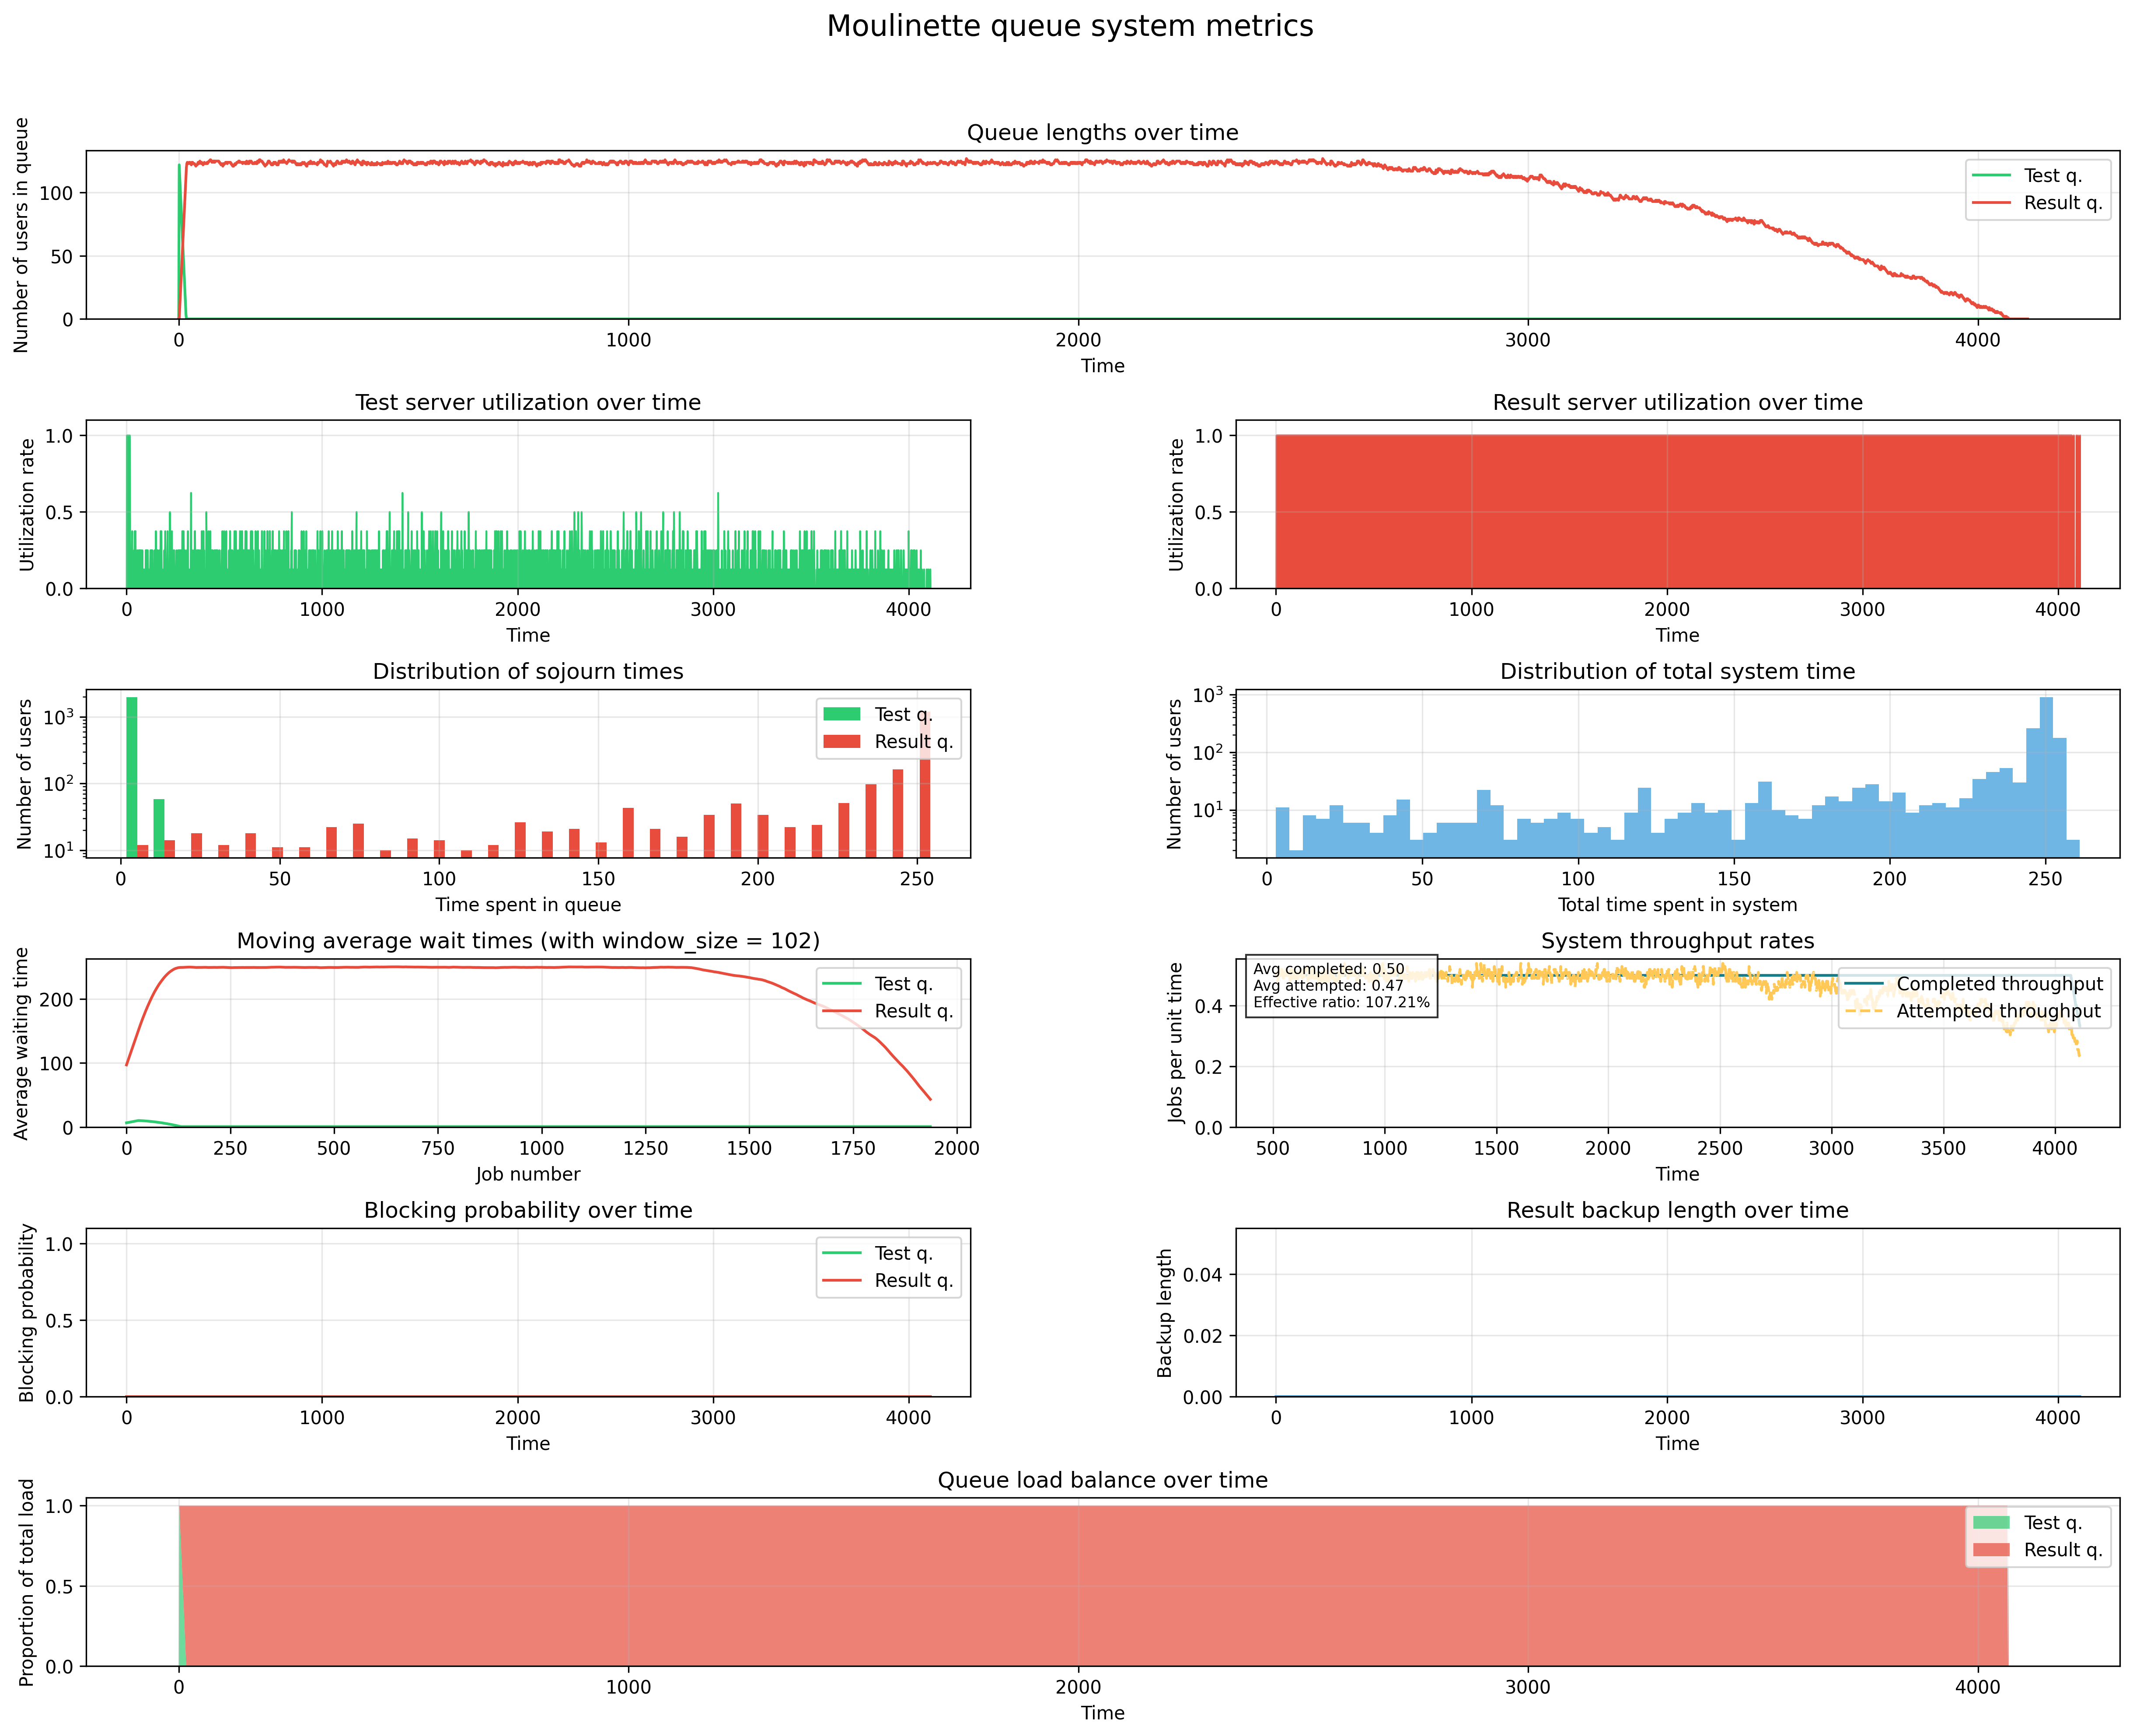 Moulinette queue system metrics
Queue lengths over time
Number of users in queue
100
50
0
Test q.
Result q.
0 1000 2000 3000 4000
Time
Test server utilization over time
Utilization rate
1.0
0.5
0.0
0 1000 2000 3000 4000
Time
Result server utilization over time
Utilization rate
1.0
0.5
0.0
0 1000 2000 3000 4000
Time
Distribution of sojourn times
Number of users
10³
10²
10¹
Test q.
Result q.
0 50 100 150 200 250
Time spent in queue
Distribution of total system time
Number of users
10³
10²
10¹
0 50 100 150 200 250
Total time spent in system
Moving average wait times (with window_size = 102)
Average waiting time
200
100
0
Test q.
Result q.
0 250 500 750 1000 1250 1500 1750 2000
Job number
System throughput rates
Jobs per unit time
0.4
0.2
0.0
Avg completed: 0.50
Avg attempted: 0.47
Effective ratio: 107.21%
Completed throughput
Attempted throughput
500 1000 1500 2000 2500 3000 3500 4000
Time
Blocking probability over time
Blocking probability
1.0
0.5
0.0
Test q.
Result q.
0 1000 2000 3000 4000
Time
Result backup length over time
Backup length
0.04
0.02
0.00
0 1000 2000 3000 4000
Time
Queue load balance over time
Proportion of total load
1.0
0.5
0.0
Test q.
Result q.
0 1000 2000 3000 4000
Time